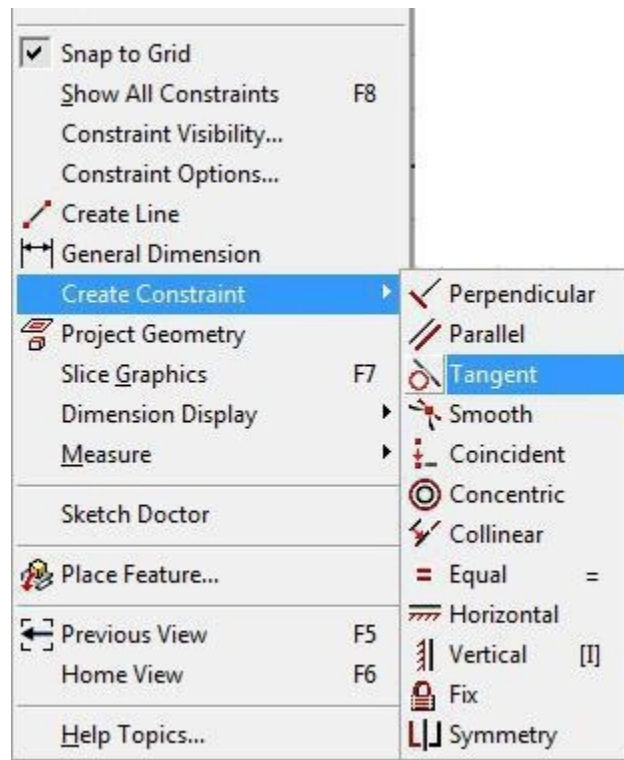 Snap to Grid
Show All Constraints F8
Constraint Visibility...
Constraint Options...
Create Line
General Dimension
Create Constraint
Project Geometry
Slice Graphics F7
Dimension Display
Measure
Sketch Doctor
Place Feature...
Previous View F5
Home View F6
Help Topics...
Perpendicular
Parallel
Tangent
Smooth
Coincident
Concentric
Collinear
Equal =
Horizontal
Vertical [I]
Fix
Symmetry